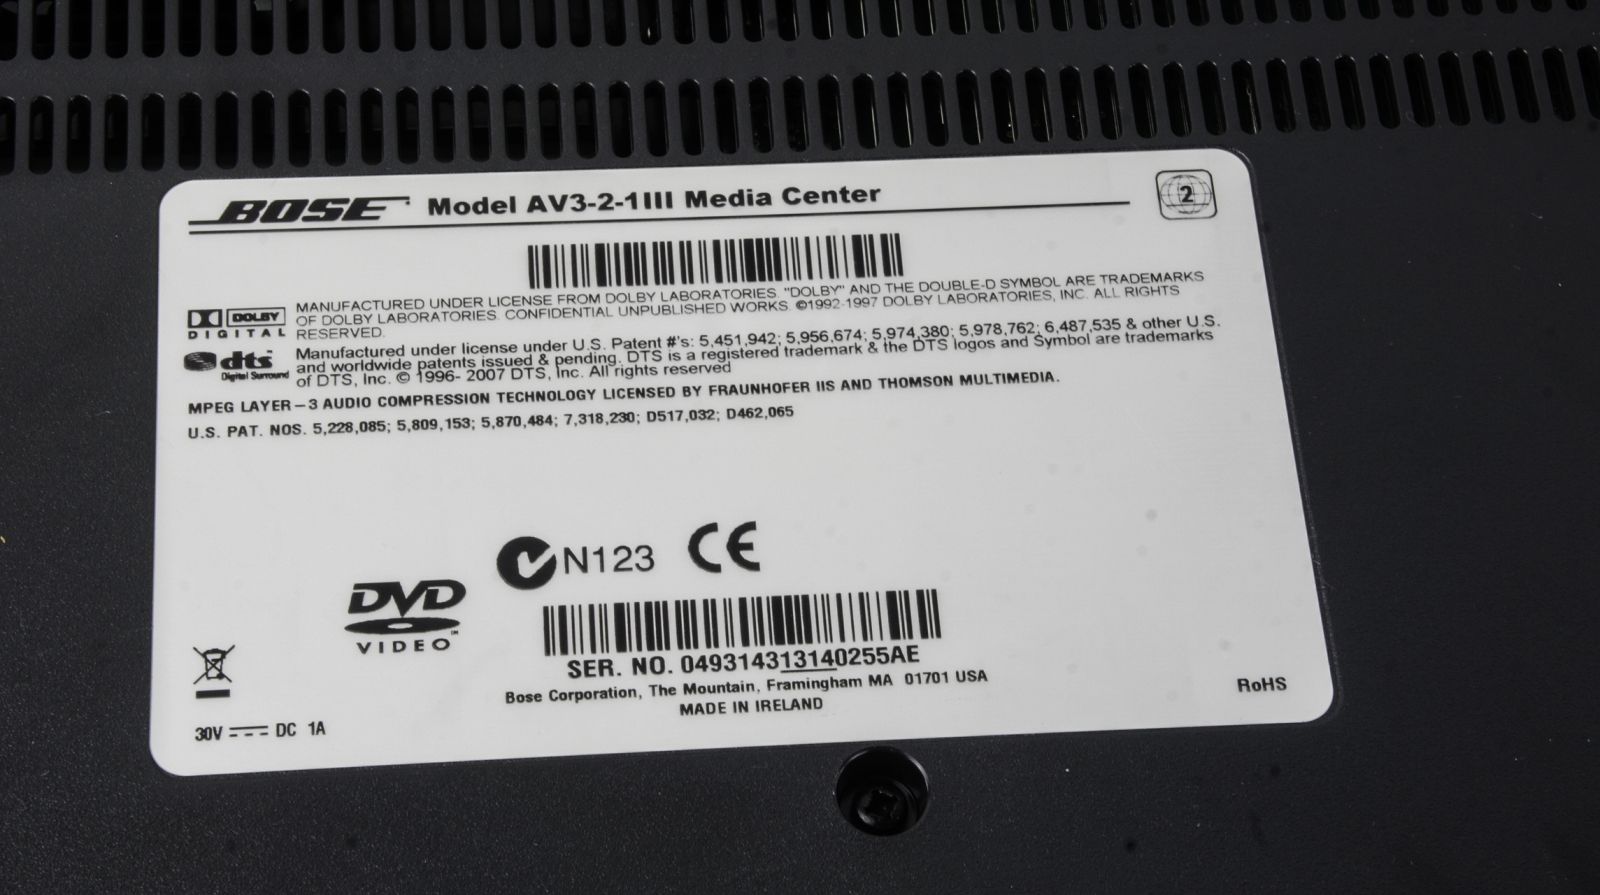 BOSE Model AV3-2-1III Media Center
2
DOLBY
DIGITAL
MANUFACTURED UNDER LICENSE FROM DOLBY LABORATORIES. "DOLBY" AND THE DOUBLE-D SYMBOL ARE TRADEMARKS
OF DOLBY LABORATORIES. CONFIDENTIAL UNPUBLISHED WORKS. ©1992-1997 DOLBY LABORATORIES, INC. ALL RIGHTS
RESERVED.
dts
Digital Surround
Manufactured under license under U.S. Patent #'s: 5,451,942; 5,956,674; 5,974,380; 5,978,762; 6,487,535 & other U.S.
and worldwide patents issued & pending. DTS is a registered trademark & the DTS logos and Symbol are trademarks
of DTS, Inc. © 1996- 2007 DTS, Inc. All rights reserved
MPEG LAYER-3 AUDIO COMPRESSION TECHNOLOGY LICENSED BY FRAUNHOFER IIS AND THOMSON MULTIMEDIA.
U.S. PAT. NOS. 5,228,085; 5,809,153; 5,870,484; 7,318,230; D517,032; D462,065
N123 CE
DVD
VIDEO
SER. NO. 049314313140255AE
Bose Corporation, The Mountain, Framingham MA 01701 USA
MADE IN IRELAND
RoHS
30V DC 1A